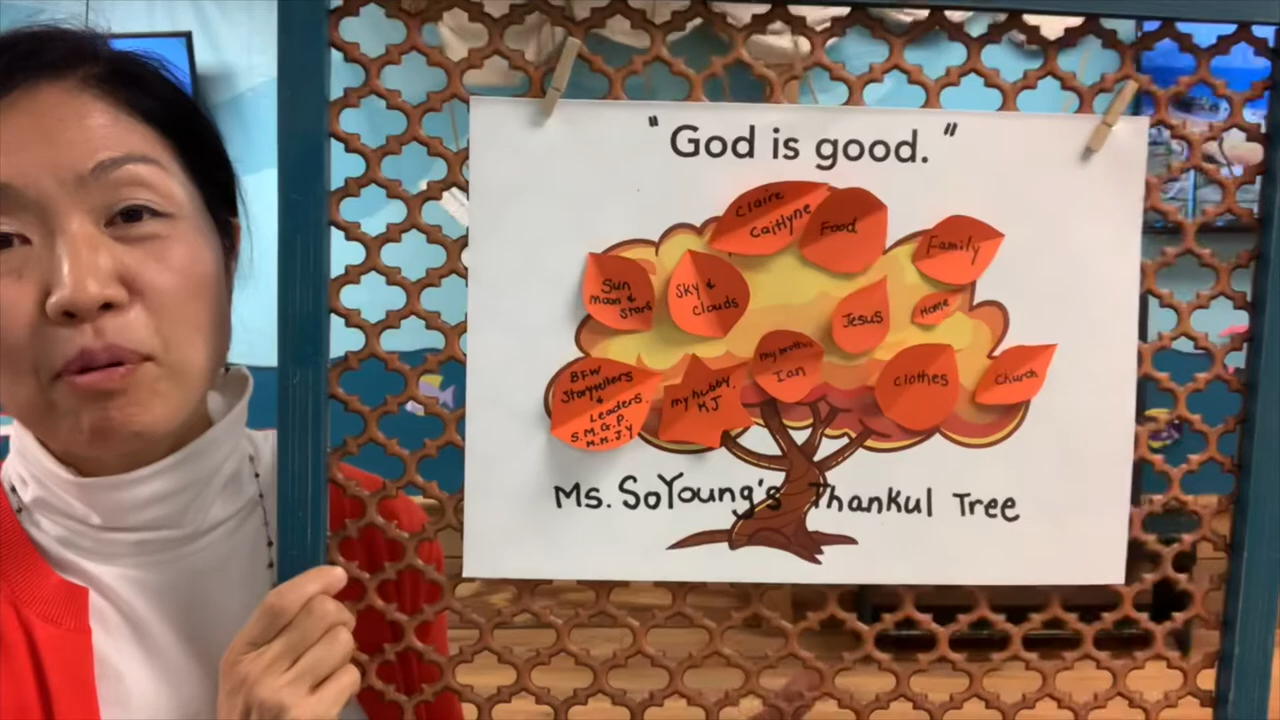 "God is good."
Claire
Caitlyne
Food
Family
Sun
moon &
stars
Sky &
clouds
Jesus
Home
my brother
Ian
BFW
Storytellers
&
Leaders.
S.M.G.P.
M.M.J.Y
my hubby,
MJ
clothes
Church
Ms. SoYoung's Thankul Tree